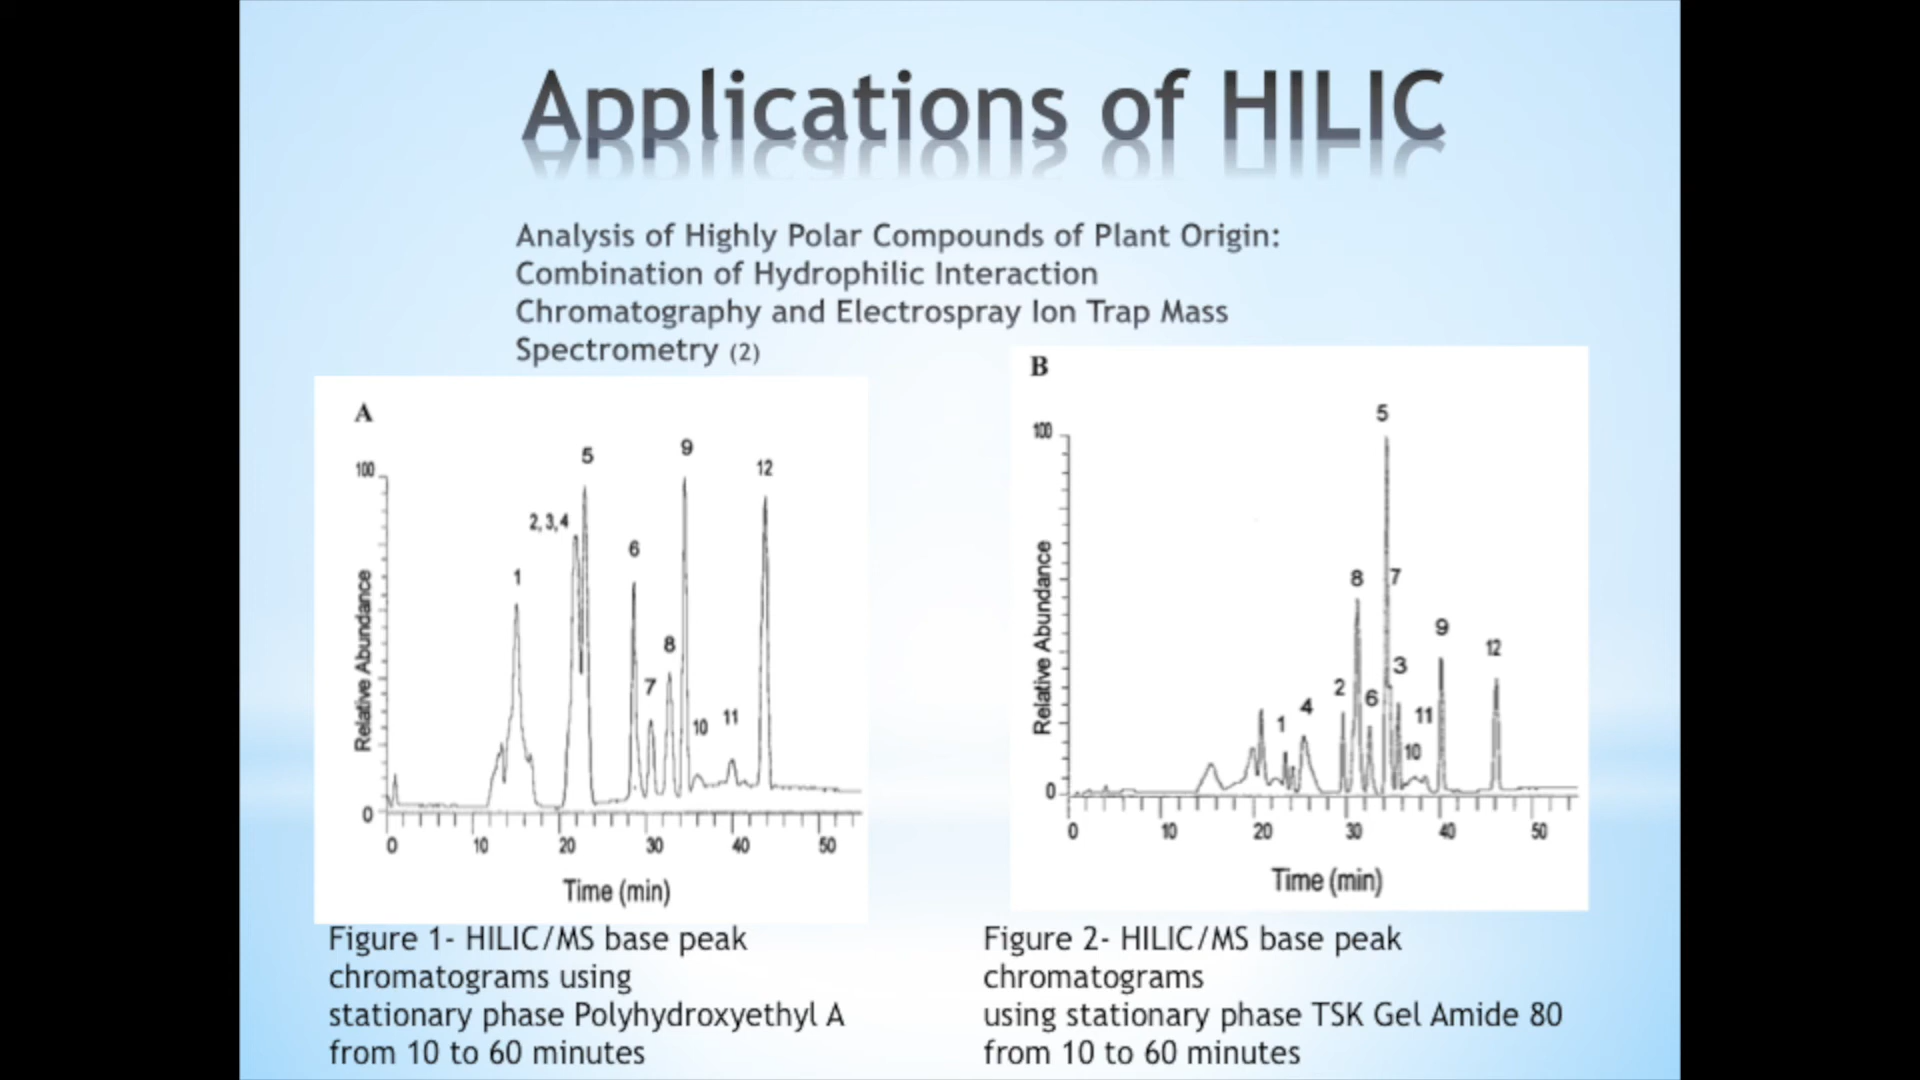 Applications of HILIC
Analysis of Highly Polar Compounds of Plant Origin:
Combination of Hydrophilic Interaction
Chromatography and Electrospray Ion Trap Mass
Spectrometry (2)
A
100
0
Relative Abundance
1
2, 3, 4
5
6
7
8
9
10
11
12
0 10 20 30 40 50
Time (min)
Figure 1- HILIC/MS base peak
chromatograms using
stationary phase Polyhydroxyethyl A
from 10 to 60 minutes
B
100
0
Relative Abundance
1
4
2
8
6
5
7
3
10
11
9
12
0 10 20 30 40 50
Time (min)
Figure 2- HILIC/MS base peak
chromatograms
using stationary phase TSK Gel Amide 80
from 10 to 60 minutes